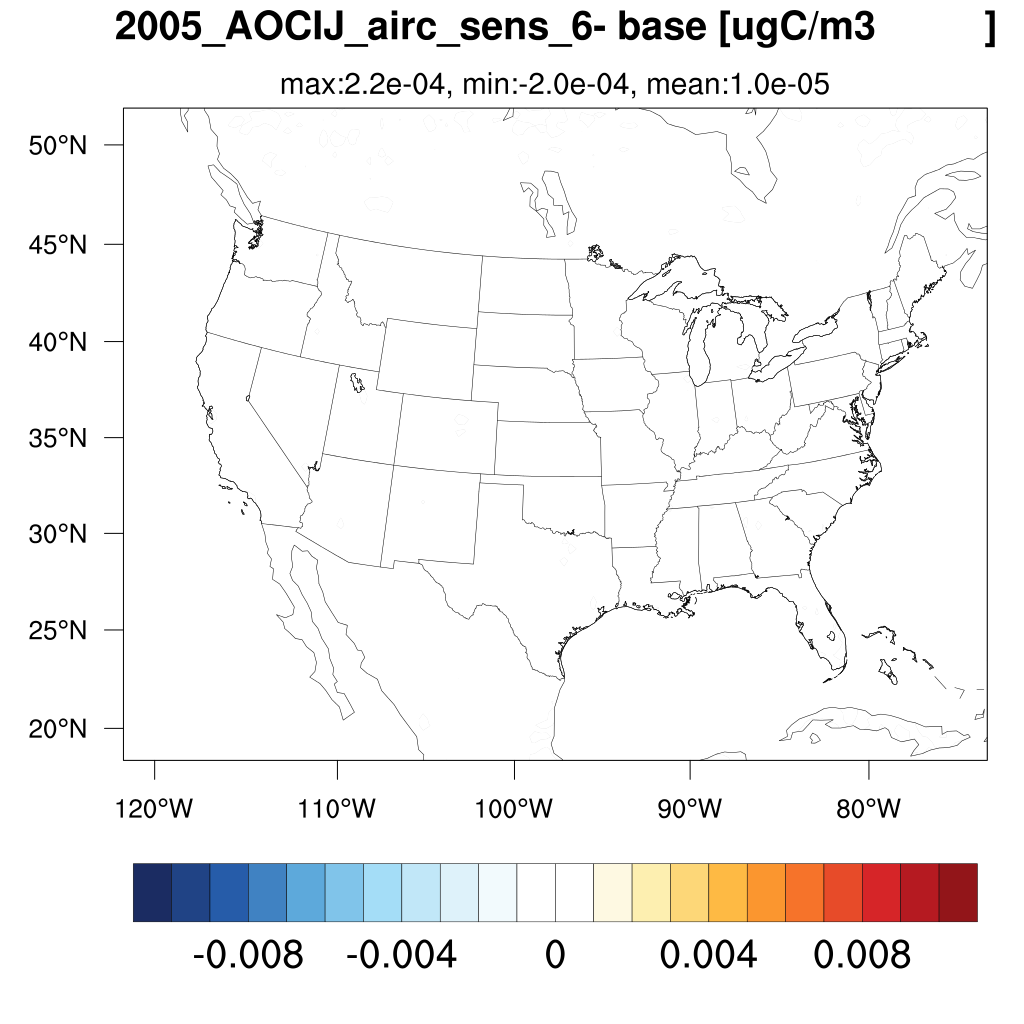 2005_AOCIJ_airc_sens_6- base [ugC/m3 ]
max:2.2e-04, min:-2.0e-04, mean:1.0e-05
50°N
45°N
40°N
35°N
30°N
25°N
20°N
120°W 110°W 100°W 90°W 80°W
-0.008 -0.004 0 0.004 0.008